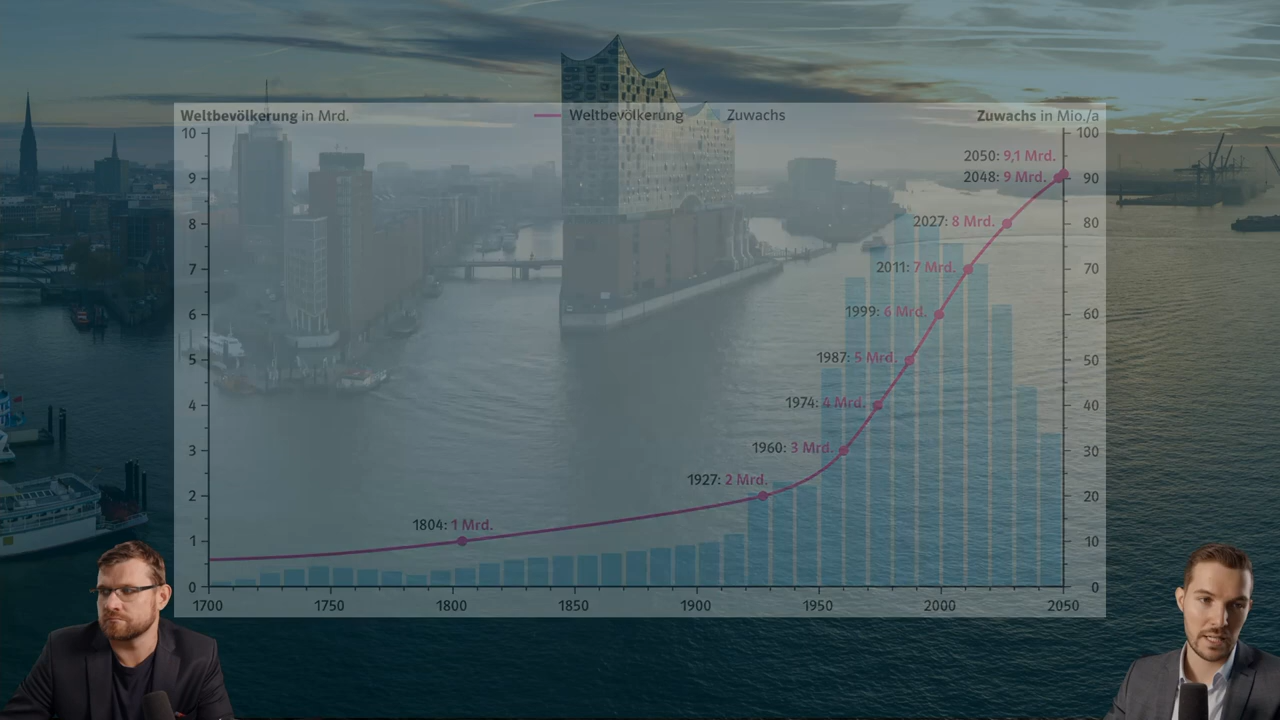 Weltbevölkerung in Mrd.
Weltbevölkerung
Zuwachs
Zuwachs in Mio./a
10
9
8
7
6
5
4
3
2
1
0
100
90
80
70
60
50
40
30
20
10
0
2050: 9,1 Mrd.
2048: 9 Mrd.
2027: 8 Mrd.
2011: 7 Mrd.
1999: 6 Mrd.
1987: 5 Mrd.
1974: 4 Mrd.
1960: 3 Mrd.
1927: 2 Mrd.
1804: 1 Mrd.
1700 1750 1800 1850 1900 1950 2000 2050